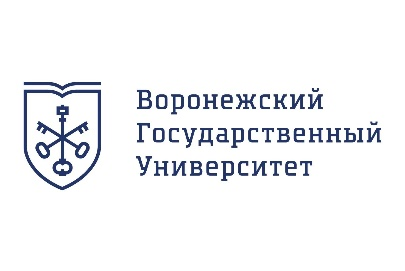 Воронежский
Государственный
Университет